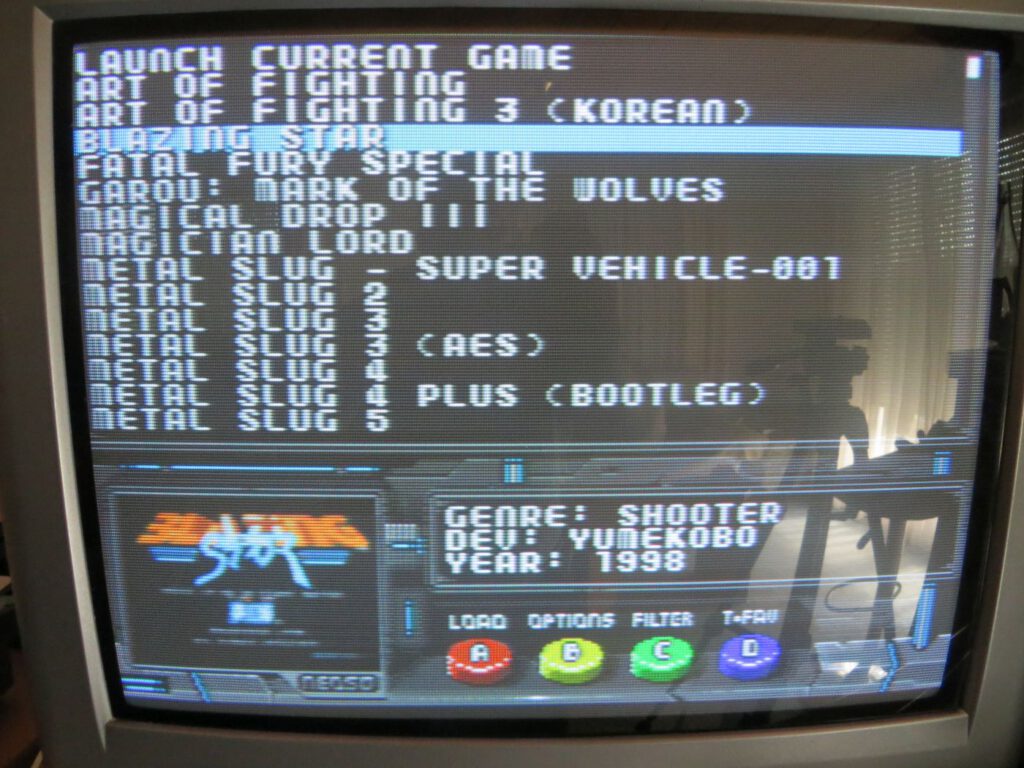 LAUNCH CURRENT GAME
ART OF FIGHTING
ART OF FIGHTING 3 (KOREAN)
BLAZING STAR
FATAL FURY SPECIAL
GAROU: MARK OF THE WOLVES
MAGICAL DROP III
MAGICIAN LORD
METAL SLUG - SUPER VEHICLE-001
METAL SLUG 2
METAL SLUG 3
METAL SLUG 3 (AES)
METAL SLUG 4
METAL SLUG 4 PLUS (BOOTLEG)
METAL SLUG 5
BLAZING
STAR
GENRE: SHOOTER
DEV: YUMEKOBO
YEAR: 1998
LOAD OPTIONS FILTER T+FAV
A B C D
NEOSD